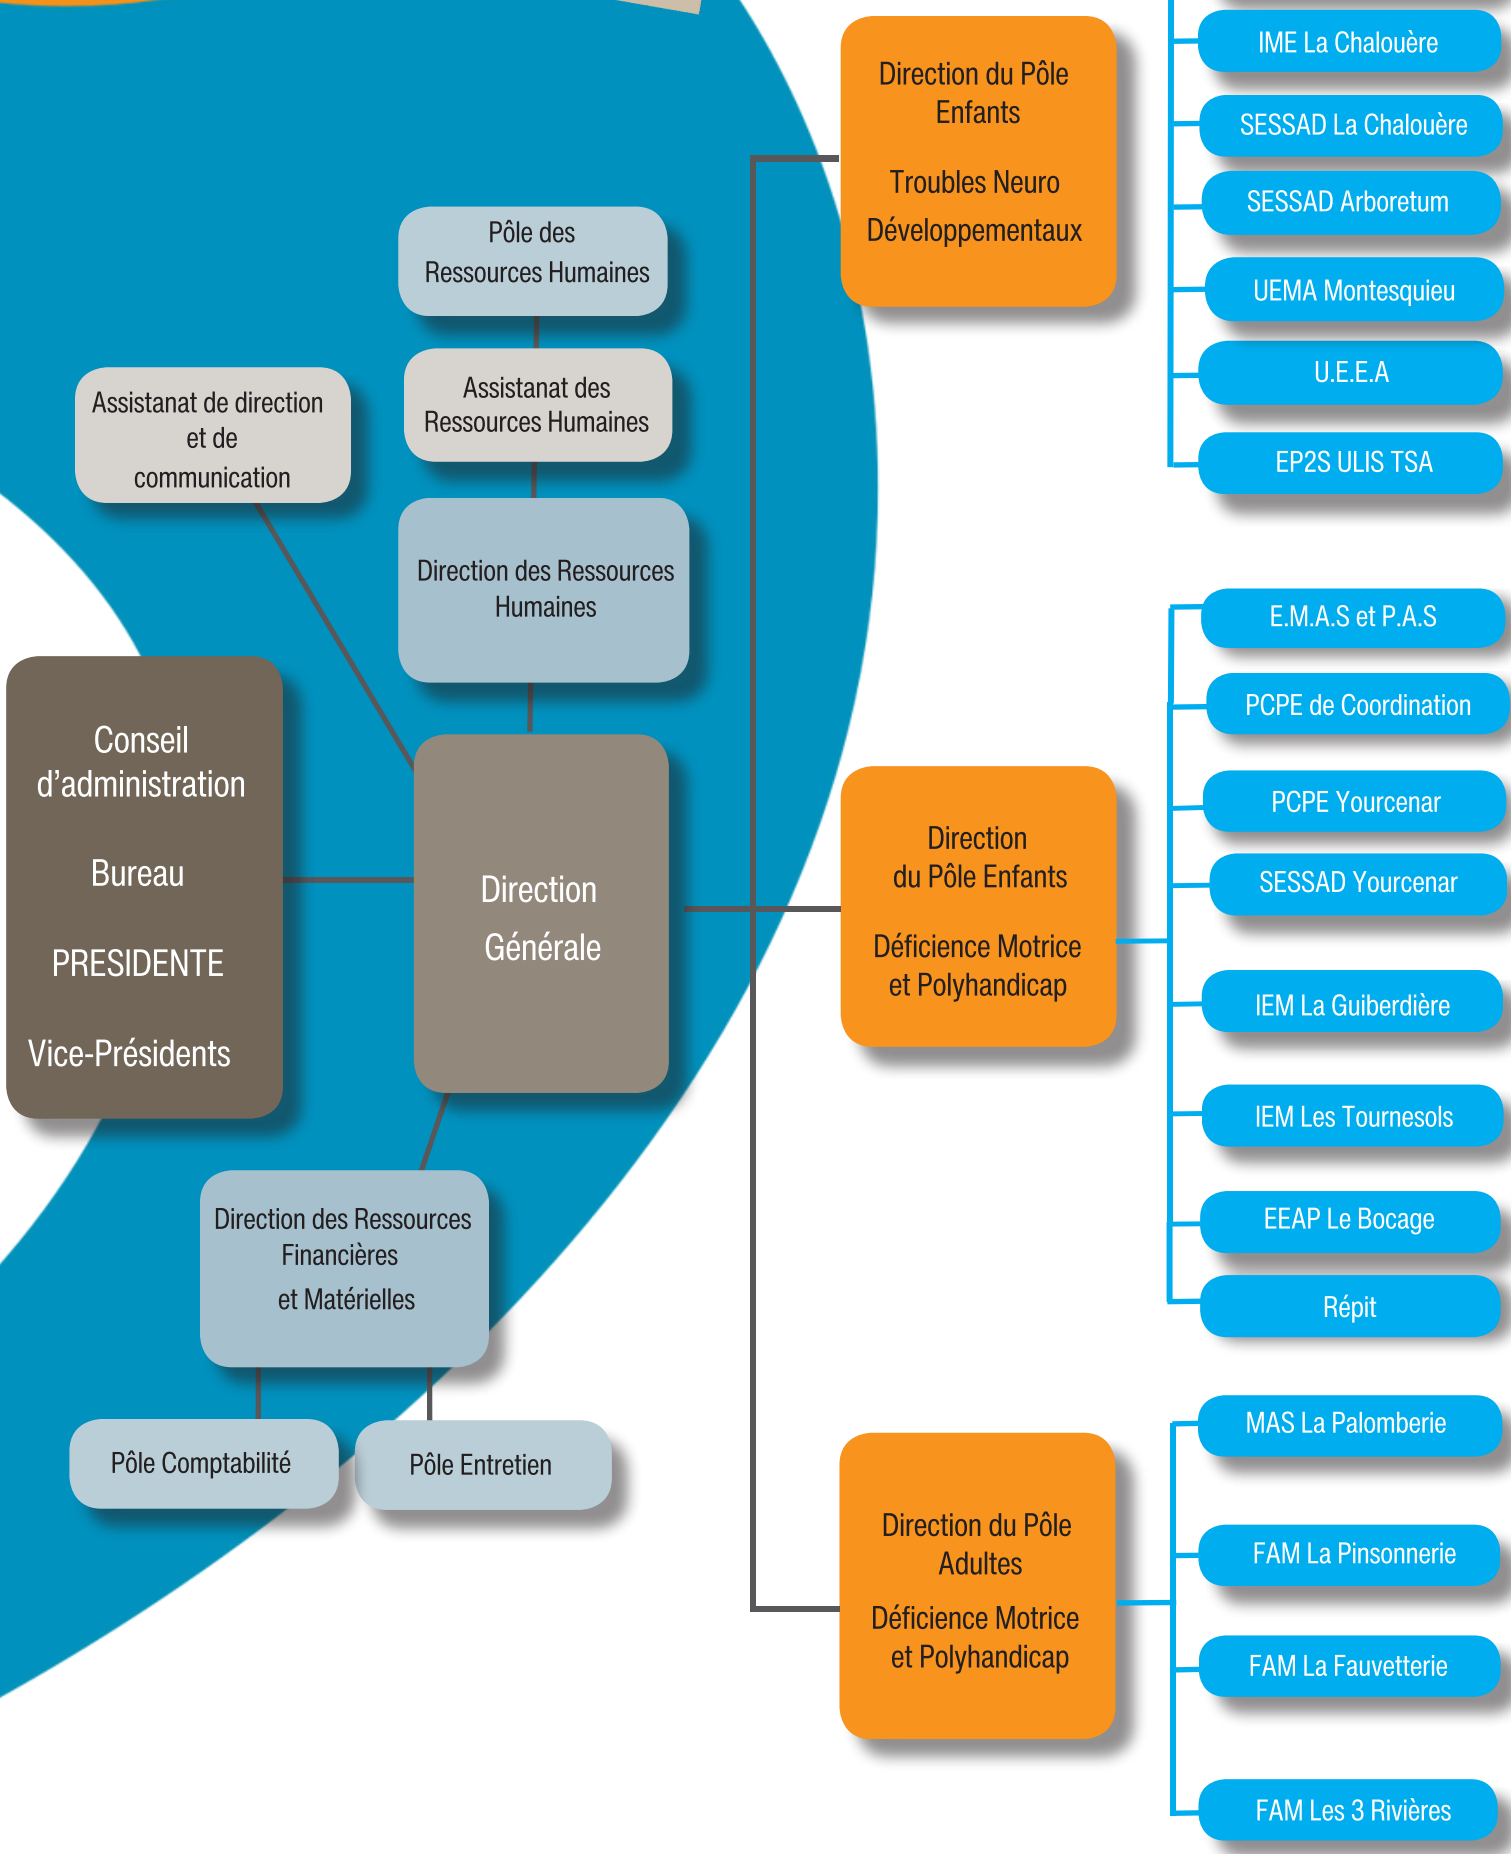 Conseil
d'administration
Bureau
PRESIDENTE
Vice-Présidents
Assistanat de direction
et de
communication
Pôle des
Ressources Humaines
Assistanat des
Ressources Humaines
Direction des Ressources
Humaines
Direction
Générale
Direction des Ressources
Financières
et Matérielles
Pôle Comptabilité
Pôle Entretien
Direction du Pôle
Enfants
Troubles Neuro
Développementaux
IME La Chalouère
SESSAD La Chalouère
SESSAD Arboretum
UEMA Montesquieu
U.E.E.A
EP2S ULIS TSA
Direction
du Pôle Enfants
Déficience Motrice
et Polyhandicap
E.M.A.S et P.A.S
PCPE de Coordination
PCPE Yourcenar
SESSAD Yourcenar
IEM La Guiberdière
IEM Les Tournesols
EEAP Le Bocage
Répit
Direction du Pôle
Adultes
Déficience Motrice
et Polyhandicap
MAS La Palomberie
FAM La Pinsonnerie
FAM La Fauvetterie
FAM Les 3 Rivières